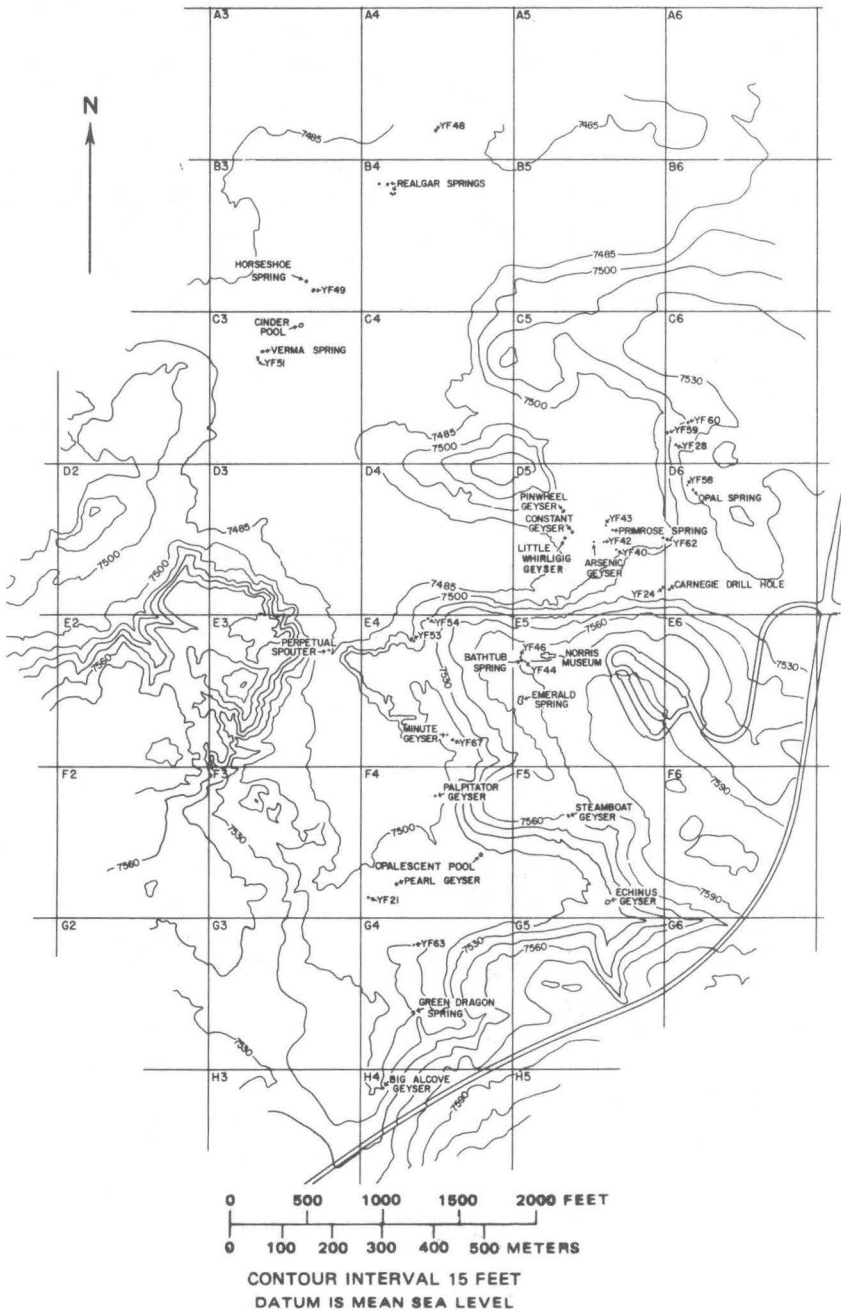 A3
A4
A5
A6
N
YF48
7485
7485
B3
B4
B5
B6
REALGAR SPRINGS
HORSESHOE
SPRING
YF49
7485
7500
C3
C4
C5
C6
CINDER
POOL
VERMA SPRING
YF51
7530
7500
YF60
YF59
YF28
7485
7500
D2
D3
D4
D5
D6
YF58
OPAL SPRING
PINWHEEL
GEYSER
CONSTANT
GEYSER
LITTLE
WHIRLIGIG
GEYSER
YF43
PRIMROSE SPRING
YF42
YF62
YF40
ARSENIC
GEYSER
7485
7500
7500
7485
7500
YF24
CARNEGIE DRILL HOLE
E2
E3
E4
E5
E6
7560
7560
YF54
YF53
PERPETUAL
SPOUTER
BATHTUB
SPRING
YF46
YF44
NORRIS
MUSEUM
7530
7530
EMERALD
SPRING
MINUTE
GEYSER
YF67
7590
F2
F3
F4
F5
F6
PALPITATOR
GEYSER
STEAMBOAT
GEYSER
7530
7500
7560
7560
OPALESCENT POOL
PEARL GEYSER
YF21
ECHINUS
GEYSER
7590
G2
G3
G4
G5
G6
YF63
7530
7560
GREEN DRAGON
SPRING
7530
H3
H4
H5
BIG ALCOVE
GEYSER
7590
0 500 1000 1500 2000 FEET
0 100 200 300 400 500 METERS
CONTOUR INTERVAL 15 FEET
DATUM IS MEAN SEA LEVEL